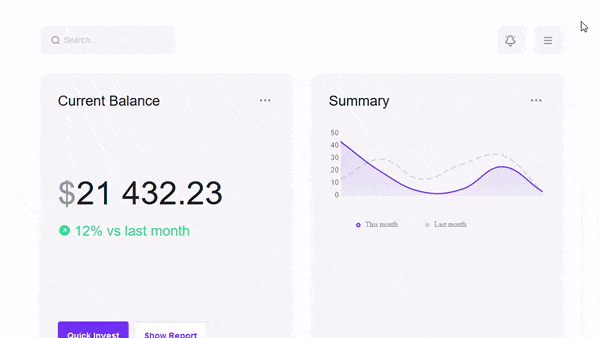 Search...
Current Balance
$21 432.23
12% vs last month
Quick Invest
Show Report
Summary
50
40
30
20
10
0
This month
Last month